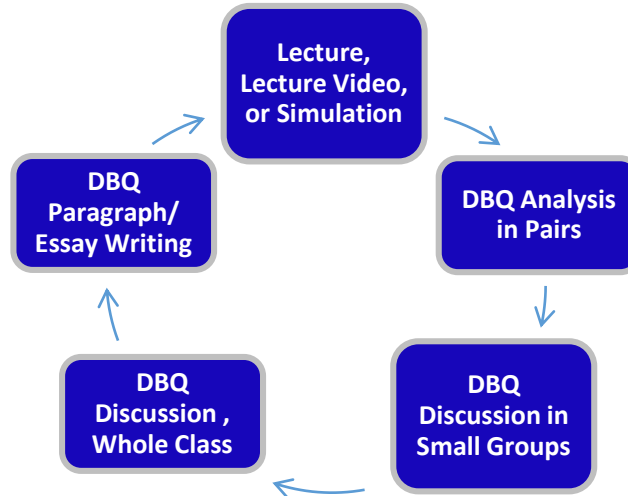 Lecture,
Lecture Video,
or Simulation
DBQ Analysis
in Pairs
DBQ
Discussion in
Small Groups
DBQ
Discussion ,
Whole Class
DBQ
Paragraph/
Essay Writing